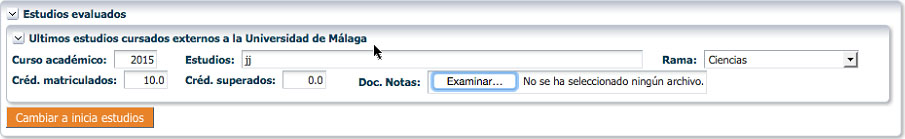 Estudios evaluados
Ultimos estudios cursados externos a la Universidad de Málaga
Curso académico: 2015 Estudios: jj Rama: Ciencias
Créd. matriculados: 10.0 Créd. superados: 0.0 Doc. Notas: Examinar... No se ha seleccionado ningún archivo.
Cambiar a inicia estudios